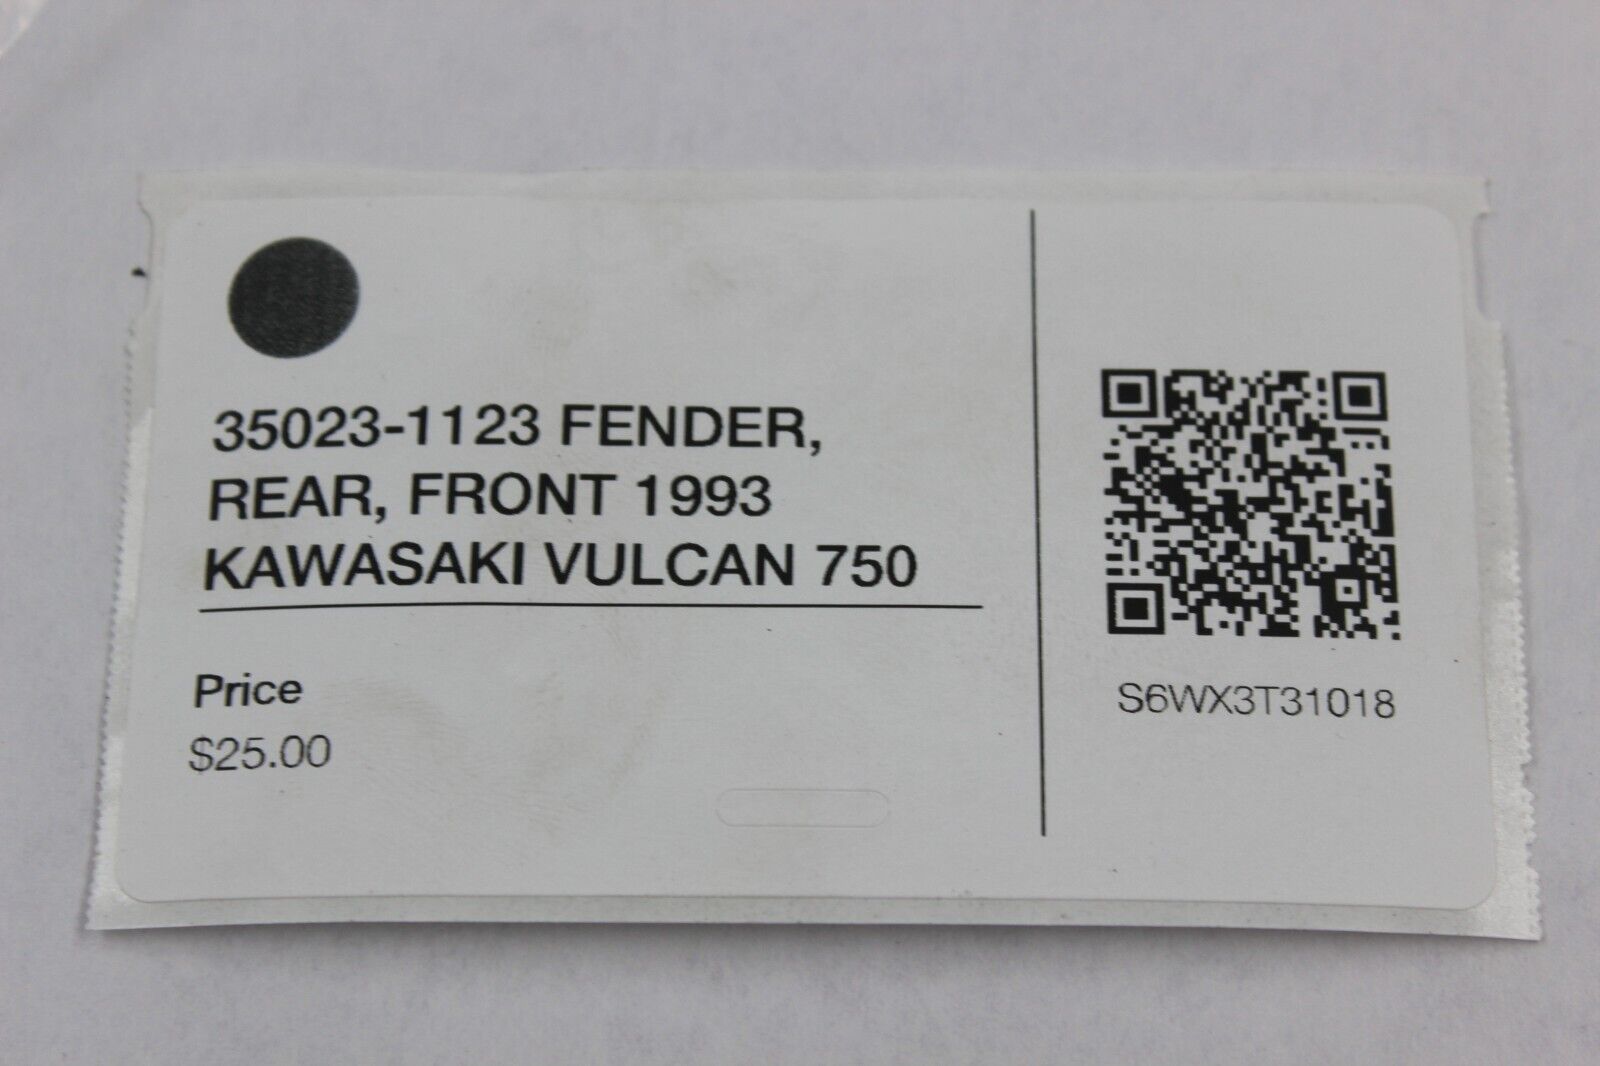 35023-1123 FENDER,
REAR, FRONT 1993
KAWASAKI VULCAN 750
Price
$25.00
S6WX3T31018